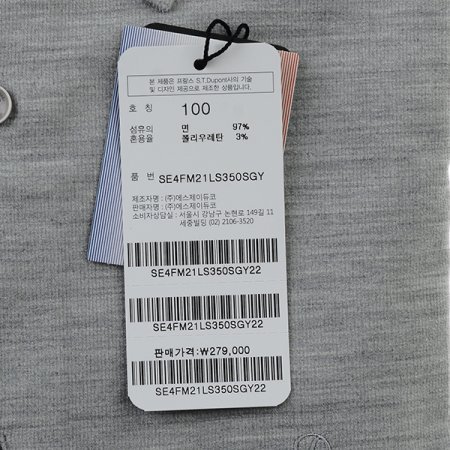 본 제품은 프랑스 S.T.Dupont사의 기술
및 디자인 제공으로 제조한 상품입니다.
호 칭 100
섬유의 면 97%
혼용율 폴리우레탄 3%
품 번 SE4FM21LS350SGY
제조자명 : (주)에스제이듀코
판매자명 : (주)에스제이듀코
소비자상담실 : 서울시 강남구 논현로 149길 11
세중빌딩 (02) 2106-3520
SE4FM21LS350SGY22
SE4FM21LS350SGY22
판매가격:₩279,000
SE4FM21LS350SGY22